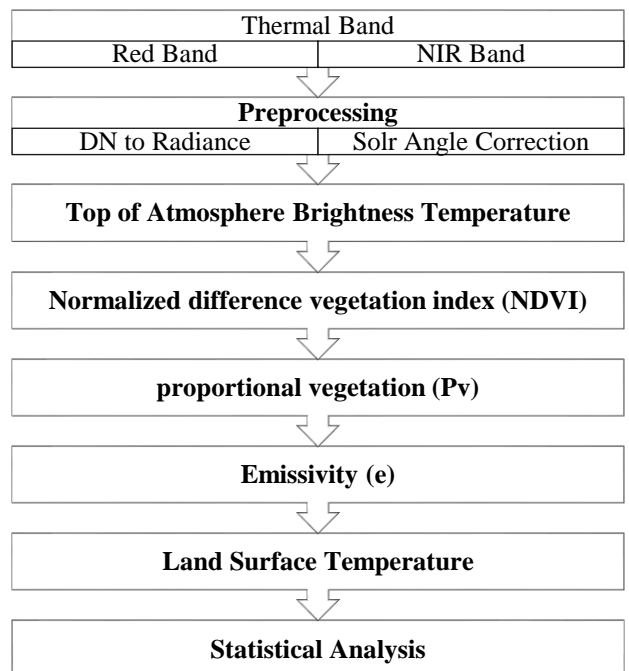 Thermal Band
Red Band NIR Band
Preprocessing
DN to Radiance Solr Angle Correction
Top of Atmosphere Brightness Temperature
Normalized difference vegetation index (NDVI)
proportional vegetation (Pv)
Emissivity (e)
Land Surface Temperature
Statistical Analysis